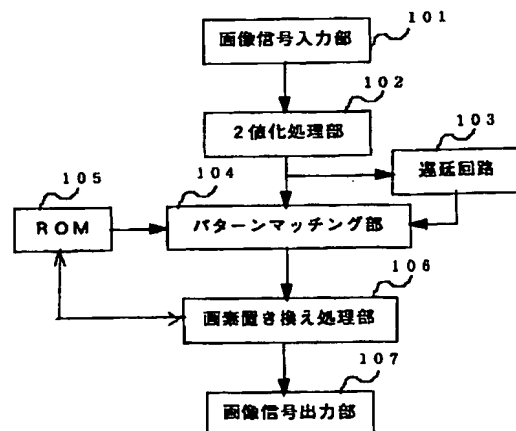 101
画像信号入力部
102
2値化処理部
103
遅延回路
105
104
ROM
パターンマッチング部
106
画素置き換え処理部
107
画像信号出力部